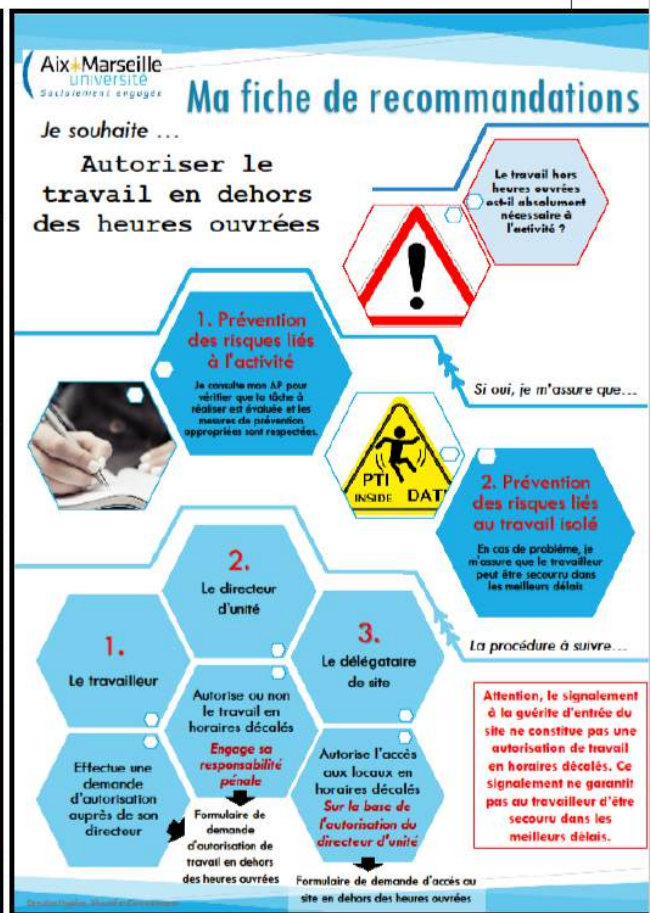 Aix*Marseille
université
Socialement engagée
Ma fiche de recommandations
Je souhaite ...
Autoriser le
travail en dehors
des heures ouvrées
Le travail hors
heures ouvrées
est-il absolument
nécessaire à
l'activité ?
!
1. Prévention
des risques liés
à l'activité
Je consulte mon AP pour
vérifier que la tâche à
réaliser est évaluée et les
mesures de prévention
appropriées sont respectées.
Si oui, je m'assure que...
PTI
INSIDE DATI
2. Prévention
des risques liés
au travail isolé
En cas de problème, je
m'assure que le travailleur
peut être secouru dans
les meilleurs délais
La procédure à suivre...
1.
Le travailleur
Effectue une
demande
d'autorisation
auprès de son
directeur
2.
Le directeur
d'unité
Autorise ou non
le travail en
horaires décalés
Engage sa
responsabilité
pénale
Formulaire de
demande
d'autorisation de
travail en dehors
des heures ouvrées
3.
Le délégataire
de site
Autorise l'accès
aux locaux en
horaires décalés
Sur la base de
l'autorisation du
directeur d'unité
Formulaire de demande d'accès au
site en dehors des heures ouvrées
Attention, le signalement
à la guérite d'entrée du
site ne constitue pas une
autorisation de travail
en horaires décalés. Ce
signalement ne garantit
pas au travailleur d'être
secouru dans les
meilleurs délais.